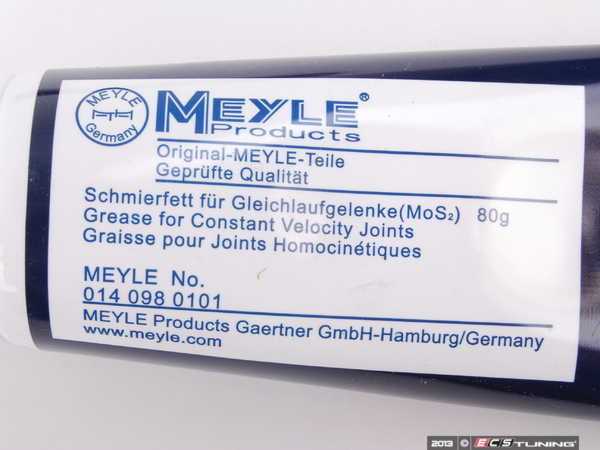 MEYLE
Germany
MEYLE®
Products
Original-MEYLE-Teile
Geprüfte Qualität
Schmierfett für Gleichlaufgelenke(MoS₂) 80g
Grease for Constant Velocity Joints
Graisse pour Joints Homocinétiques
MEYLE No.
014 098 0101
MEYLE Products Gaertner GmbH-Hamburg/Germany
www.meyle.com
2013 ECS TUNING